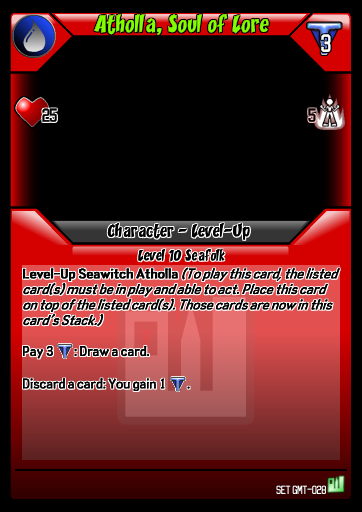 Atholla, Soul of Lore
3
25
5
Character - Level-Up
Level 10 Seafolk
Level-Up Seawitch Atholla (To play this card, the listed
card(s) must be in play and able to act. Place this card
on top of the listed card(s). Those cards are now in this
card's Stack.)
Pay 3 : Draw a card.
Discard a card: You gain 1 .
SET GMT-028